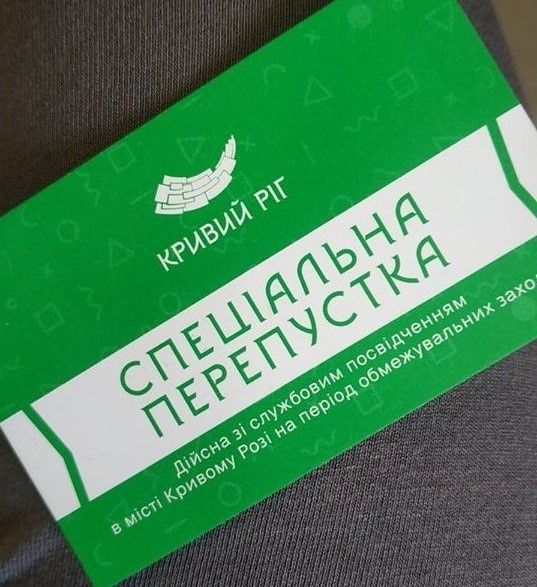 КРИВИЙ РІГ
СПЕЦІАЛЬНА
ПЕРЕПУСТКА
Дійсна зі службовим посвідченням
в місті Кривому Розі на період обмежувальних